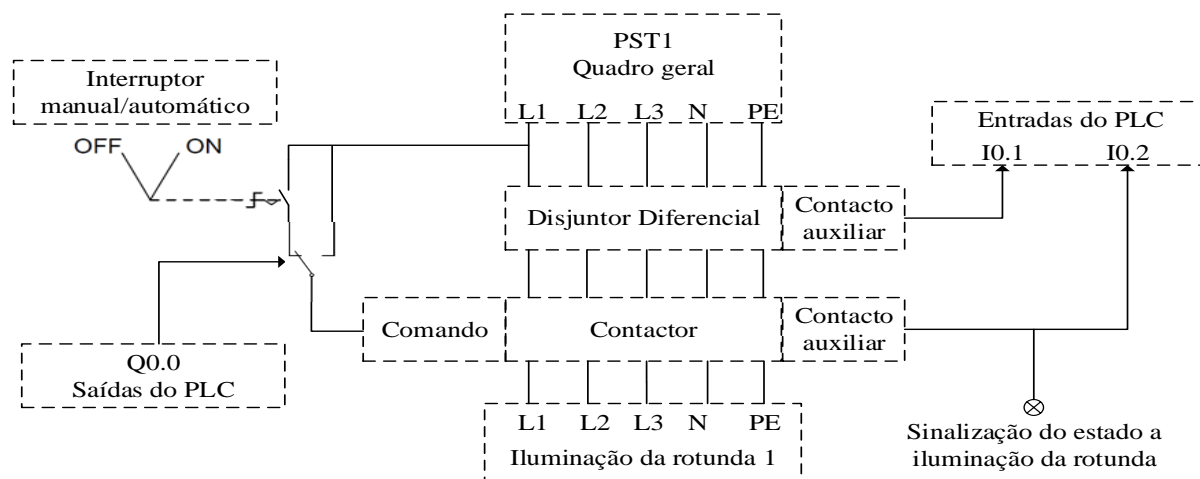 PST1
Quadro geral
L1 L2 L3 N PE
Interruptor
manual/automático
OFF ON
Entradas do PLC
I0.1 I0.2
Disjuntor Diferencial
Contacto
auxiliar
Comando
Contactor
Contacto
auxiliar
Q0.0
Saídas do PLC
L1 L2 L3 N PE
Iluminação da rotunda 1
Sinalização do estado a
iluminação da rotunda